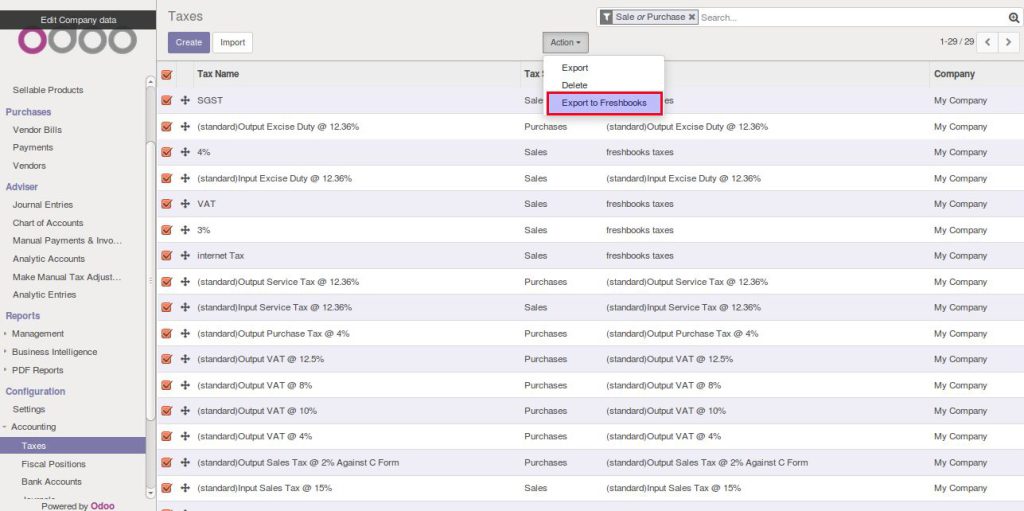 Edit Company data
odoo
Sellable Products
Purchases
Vendor Bills
Payments
Vendors
Adviser
Journal Entries
Chart of Accounts
Manual Payments & Invo...
Analytic Accounts
Make Manual Tax Adjust...
Analytic Entries
Reports
Management
Business Intelligence
PDF Reports
Configuration
Settings
Accounting
Taxes
Fiscal Positions
Bank Accounts
Powered by Odoo
Taxes
Sale or Purchase Search...
Create Import Action 1-29 / 29
Export
Delete
Export to Freshbooks
Tax Name Company
SGST My Company
(standard)Output Excise Duty @ 12.36% Purchases (standard)Output Excise Duty @ 12.36% My Company
4% Sales freshbooks taxes My Company
(standard)Input Excise Duty @ 12.36% Sales (standard)Input Excise Duty @ 12.36% My Company
VAT Sales freshbooks taxes My Company
3% Sales freshbooks taxes My Company
internet Tax Sales freshbooks taxes My Company
(standard)Output Service Tax @ 12.36% Purchases (standard)Output Service Tax @ 12.36% My Company
(standard)Input Service Tax @ 12.36% Sales (standard)Input Service Tax @ 12.36% My Company
(standard)Output Purchase Tax @ 4% Purchases (standard)Output Purchase Tax @ 4% My Company
(standard)Output VAT @ 12.5% Purchases (standard)Output VAT @ 12.5% My Company
(standard)Output VAT @ 8% Purchases (standard)Output VAT @ 8% My Company
(standard)Output VAT @ 10% Purchases (standard)Output VAT @ 10% My Company
(standard)Output VAT @ 4% Purchases (standard)Output VAT @ 4% My Company
(standard)Output Sales Tax @ 2% Against C Form Purchases (standard)Output Sales Tax @ 2% Against C Form My Company
(standard)Input Sales Tax @ 15% Sales (standard)Input Sales Tax @ 15% My Company